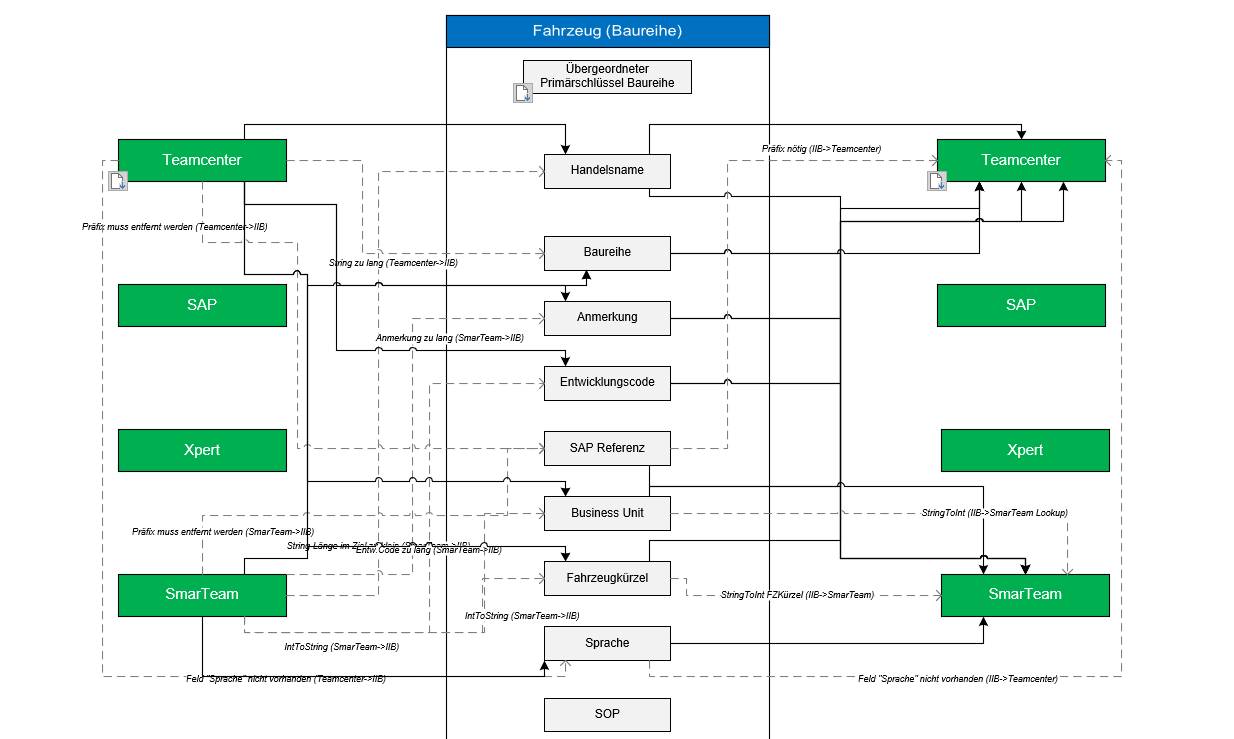 Fahrzeug (Baureihe)
Übergeordneter
Primärschlüssel Baureihe
Teamcenter
Handelsname
Präfix nötig (IIB->Teamcenter)
Teamcenter
Präfix muss entfernt werden (Teamcenter->IIB)
String zu lang (Teamcenter->IIB)
Baureihe
SAP
Anmerkung
SAP
Anmerkung zu lang (SmarTeam->IIB)
Entwicklungscode
Xpert
SAP Referenz
Xpert
Business Unit
StringToInt (IIB->SmarTeam Lookup)
Präfix muss entfernt werden (SmarTeam->IIB)
String Länge im Ziel zu klein (SmarTeam->IIB)
Entw.Code zu lang (SmarTeam->IIB)
SmarTeam
Fahrzeugkürzel
StringToInt FZKürzel (IIB->SmarTeam)
SmarTeam
IntToString (SmarTeam->IIB)
IntToString (SmarTeam->IIB)
Sprache
Feld "Sprache" nicht vorhanden (Teamcenter->IIB)
Feld "Sprache" nicht vorhanden (IIB->Teamcenter)
SOP